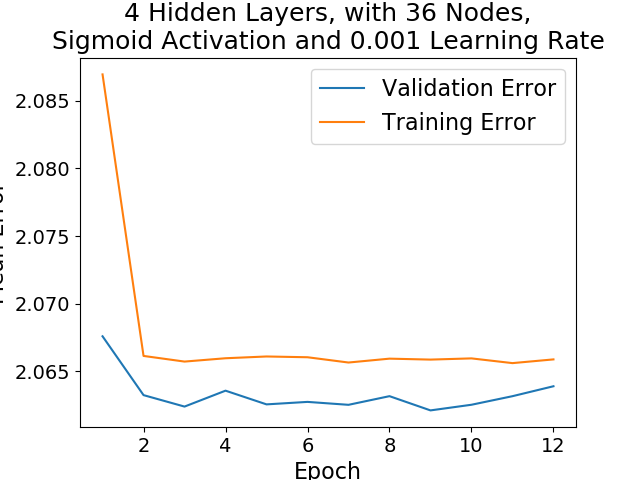 4 Hidden Layers, with 36 Nodes,
Sigmoid Activation and 0.001 Learning Rate
Validation Error
Training Error
2.085
2.080
2.075
2.070
2.065
2 4 6 8 10 12
Epoch